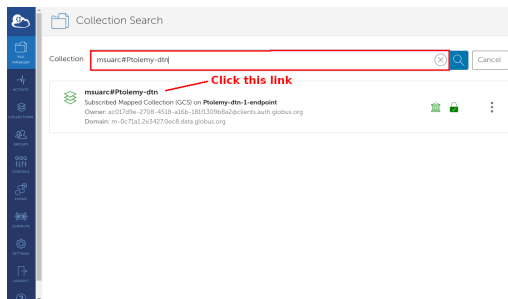 Collection Search
FILE MANAGER
Collection
msuarc#Ptolemy-dtn
Cancel
ACTIVITY
Click this link
msuarc#Ptolemy-dtn
Subscribed Mapped Collection (GCS) on Ptolemy-dtn-1-endpoint
Owner: ac017d9e-2708-4518-a16b-181f1309b8a2@clients.auth.globus.org
Domain: m-0c71a1.2e3427.0ec8.data.globus.org
COLLECTIONS
GROUPS
CONSOLE
FLOWS
COMPUTE
SETTINGS
LOGOUT